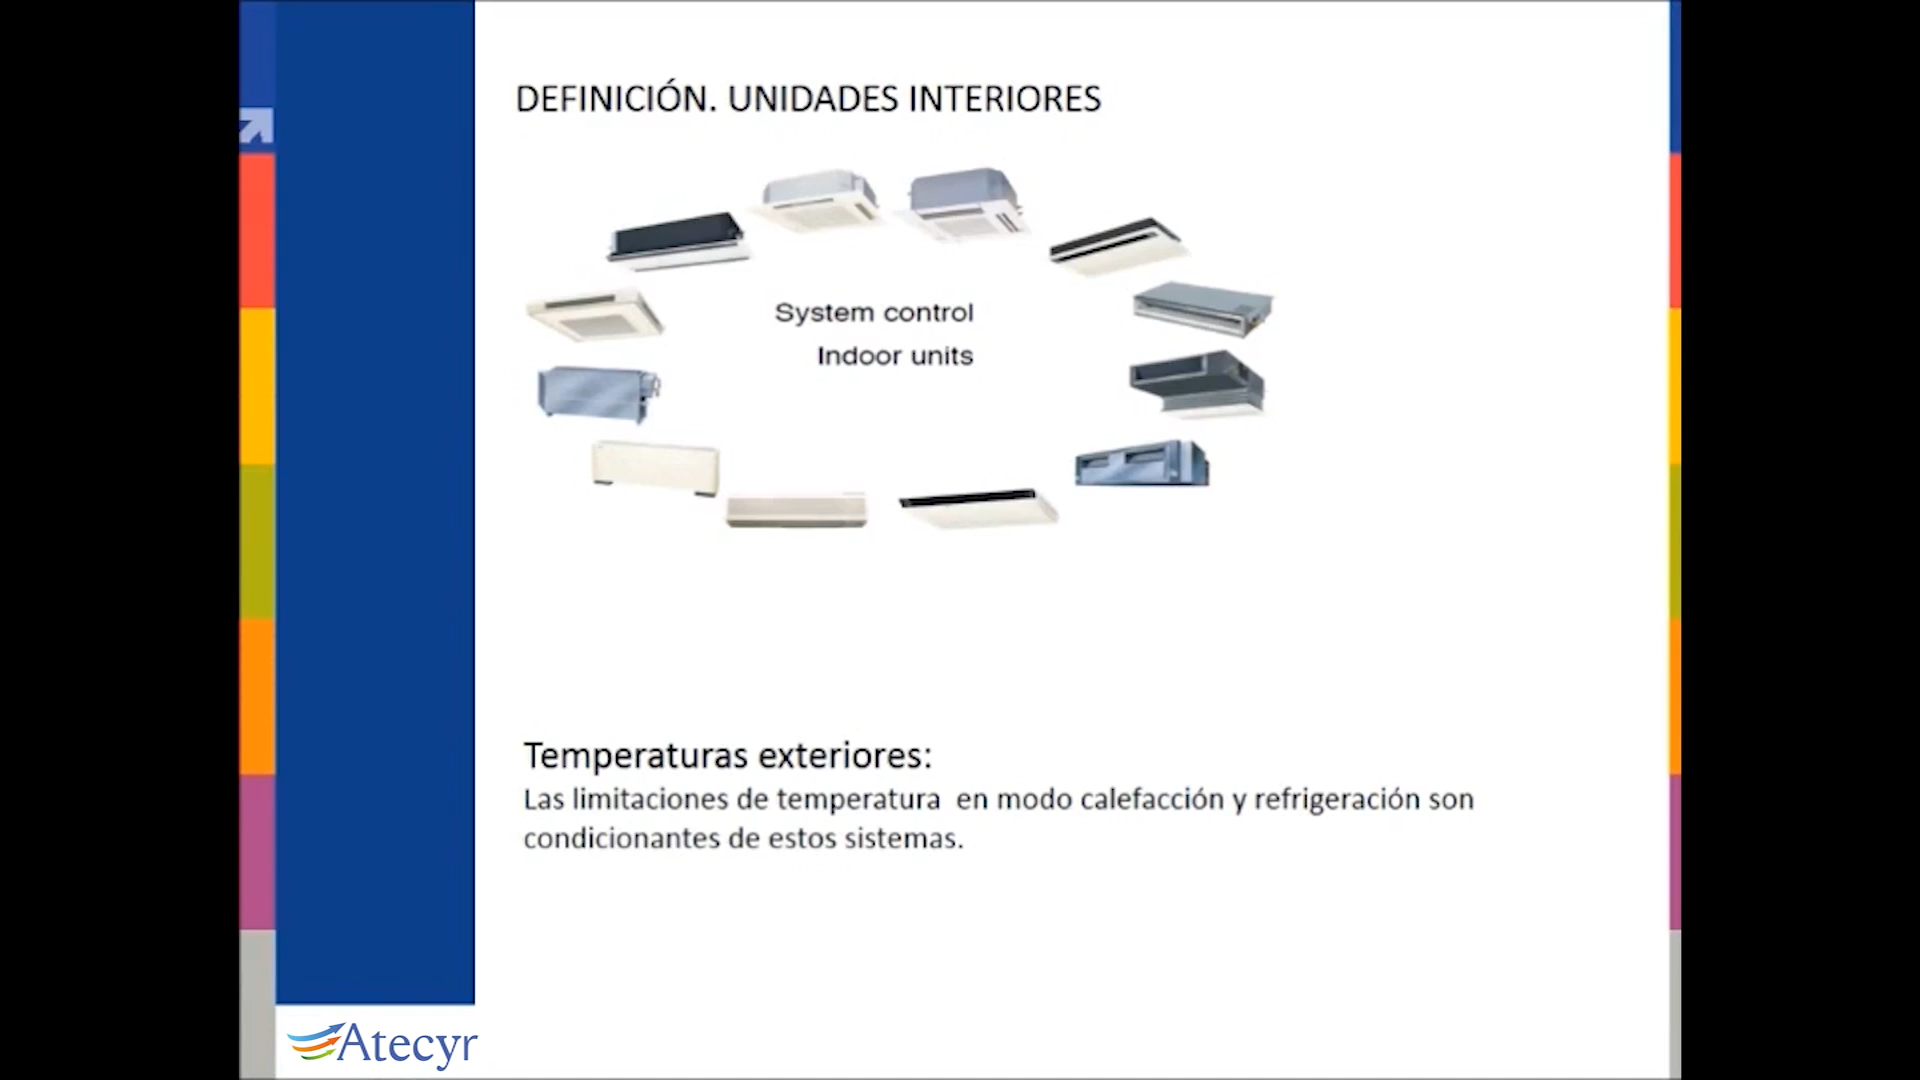 DEFINICIÓN. UNIDADES INTERIORES
System control
Indoor units
Temperaturas exteriores:
Las limitaciones de temperatura en modo calefacción y refrigeración son
condicionantes de estos sistemas.
Atecyr